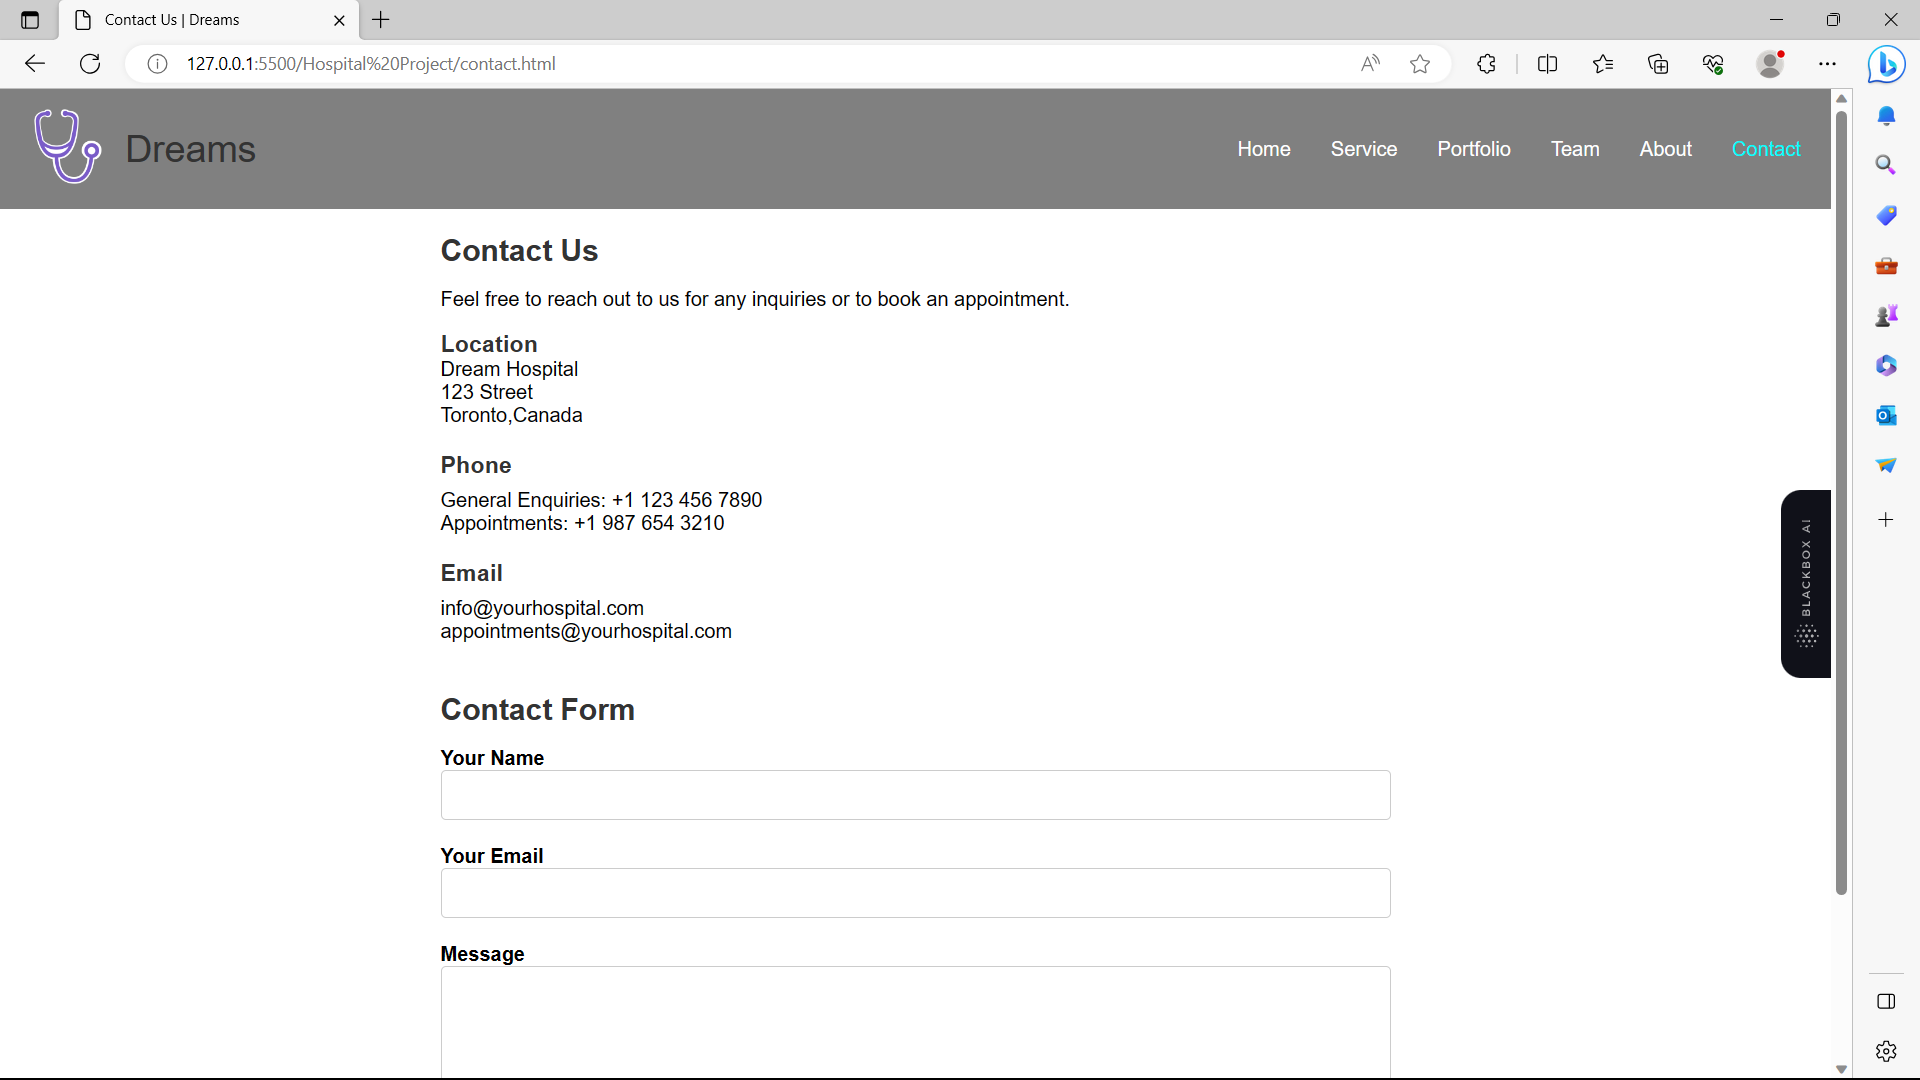 Contact Us | Dreams
127.0.0.1:5500/Hospital%20Project/contact.html
Dreams
Home
Service
Portfolio
Team
About
Contact
Contact Us
Feel free to reach out to us for any inquiries or to book an appointment.
Location
Dream Hospital
123 Street
Toronto,Canada
Phone
General Enquiries: +1 123 456 7890
Appointments: +1 987 654 3210
Email
info@yourhospital.com
appointments@yourhospital.com
BLACKBOX AI
Contact Form
Your Name
Your Email
Message